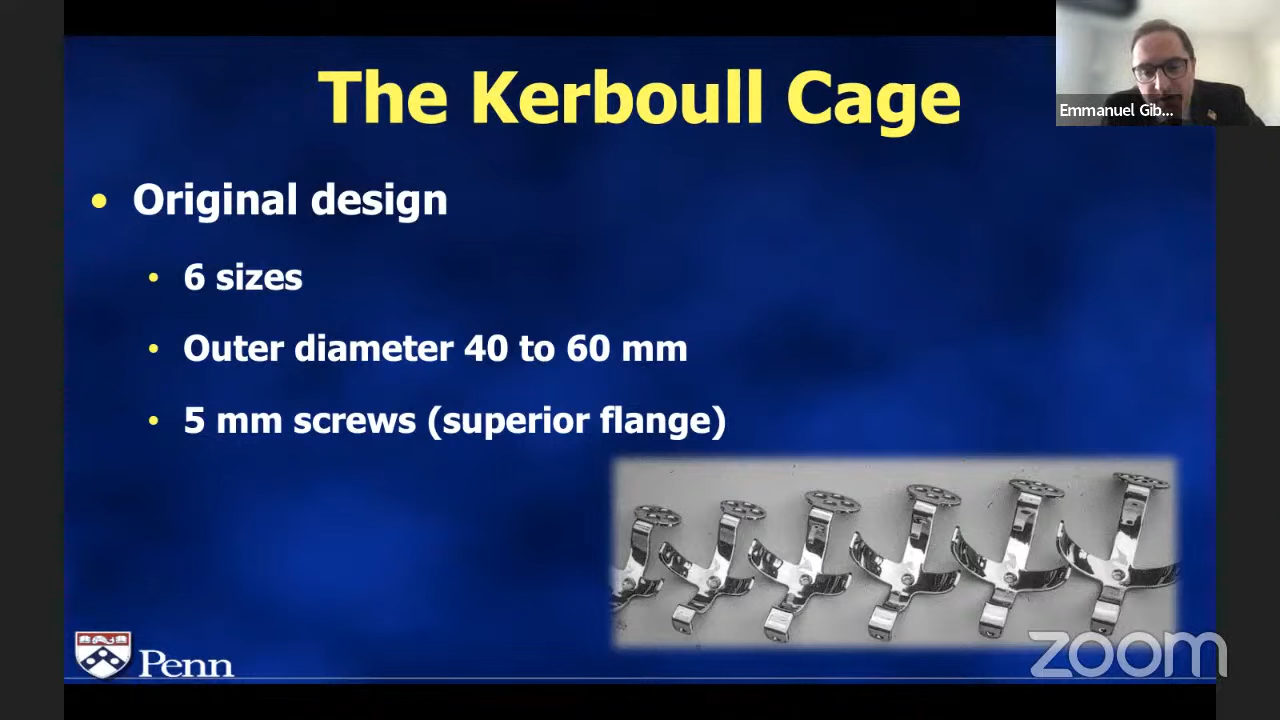 The Kerboull Cage
Emmanuel Gib...
• Original design
• 6 sizes
• Outer diameter 40 to 60 mm
• 5 mm screws (superior flange)
Penn
zoom